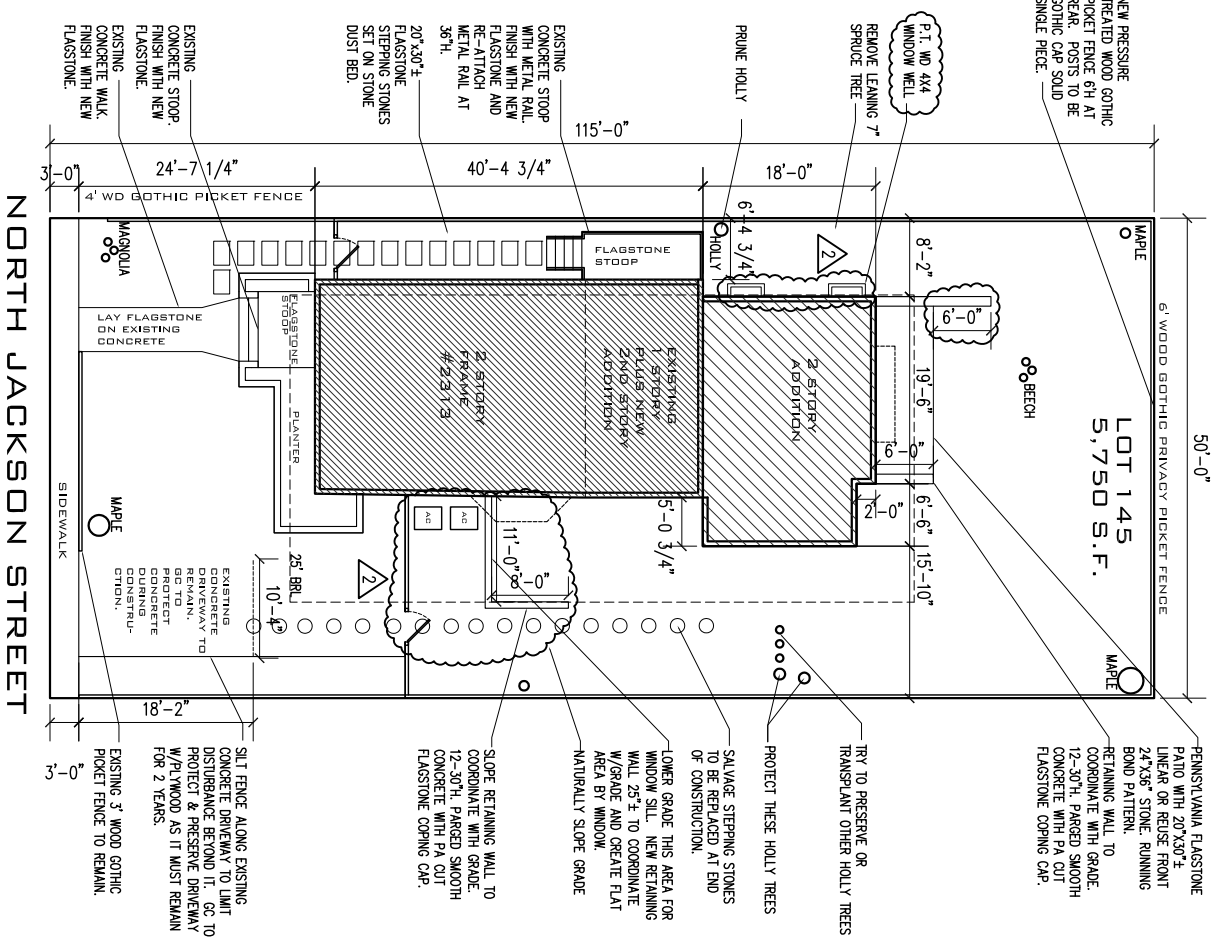 NEW PRESSURE
TREATED WOOD GOTHIC
PICKET FENCE 6'H AT
REAR. POSTS TO BE
GOTHIC CAP SOLID
SINGLE PIECE.
P.T. WD 4X4
WINDOW WELL
REMOVE LEANING 7"
SPRUCE TREE
PRUNE HOLLY
EXISTING
CONCRETE STOOP
WITH METAL RAIL.
FINISH WITH NEW
FLAGSTONE AND
RE-ATTACH
METAL RAIL AT
36"H.
20"x30"±
FLAGSTONE
STEPPING STONES
SET ON STONE
DUST BED.
EXISTING
CONCRETE STOOP.
FINISH WITH NEW
FLAGSTONE.
EXISTING
CONCRETE WALK.
FINISH WITH NEW
FLAGSTONE.
115'-0"
3'-0"
24'-7 1/4"
40'-4 3/4"
18'-0"
4' WD GOTHIC PICKET FENCE
MAGNOLIA
6'-4 3/4"
HOLLY
2
8'-2"
MAPLE
FLAGSTONE
STOOP
6'-0"
LAY FLAGSTONE
ON EXISTING
CONCRETE
FLAGSTONE
STOOP
PLANTER
2 STORY
FRAME
#2313
EXISTING
1 STORY
PLUS NEW
2ND STORY
ADDITION
2 STORY
ADDITION
19'-6"
6'-0"
BEECH
LOT 145
5,750 S.F.
6' WOOD GOTHIC PRIVACY PICKET FENCE
50'-0"
SIDEWALK
MAPLE
25' BRL
AC
AC
11'-0"
8'-0"
5'-0 3/4"
2'-0"
6'-6"
15'-10"
2
10'-4"
EXISTING
CONCRETE
DRIVEWAY TO
REMAIN.
GC TO
PROTECT
CONCRETE
DURING
CONSTRU-
CTION.
MAPLE
18'-2"
3'-0"
NORTH JACKSON STREET
PENNSYLVANIA FLAGSTONE
PATIO WITH 20"X30"±
LINEAR OR REUSE FRONT
24"X36" STONE. RUNNING
BOND PATTERN.
RETAINING WALL TO
COORDINATE WITH GRADE.
12-30"H. PARGED SMOOTH
CONCRETE WITH PA CUT
FLAGSTONE COPING CAP.
TRY TO PRESERVE OR
TRANSPLANT OTHER HOLLY TREES
PROTECT THESE HOLLY TREES
SALVAGE STEPPING STONES
TO BE REPLACED AT END
OF CONSTRUCTION.
LOWER GRADE THIS AREA FOR
WINDOW SILL. NEW RETAINING
WALL 25"± TO COORDINATE
W/GRADE AND CREATE FLAT
AREA BY WINDOW.
NATURALLY SLOPE GRADE
SLOPE RETAINING WALL TO
COORDINATE WITH GRADE.
12-30"H. PARGED SMOOTH
CONCRETE WITH PA CUT
FLAGSTONE COPING CAP.
SILT FENCE ALONG EXISTING
CONCRETE DRIVEWAY TO LIMIT
DISTURBANCE BEYOND IT. GC TO
PROTECT & PRESERVE DRIVEWAY
W/PLYWOOD AS IT MUST REMAIN
FOR 2 YEARS.
EXISTING 3' WOOD GOTHIC
PICKET FENCE TO REMAIN.